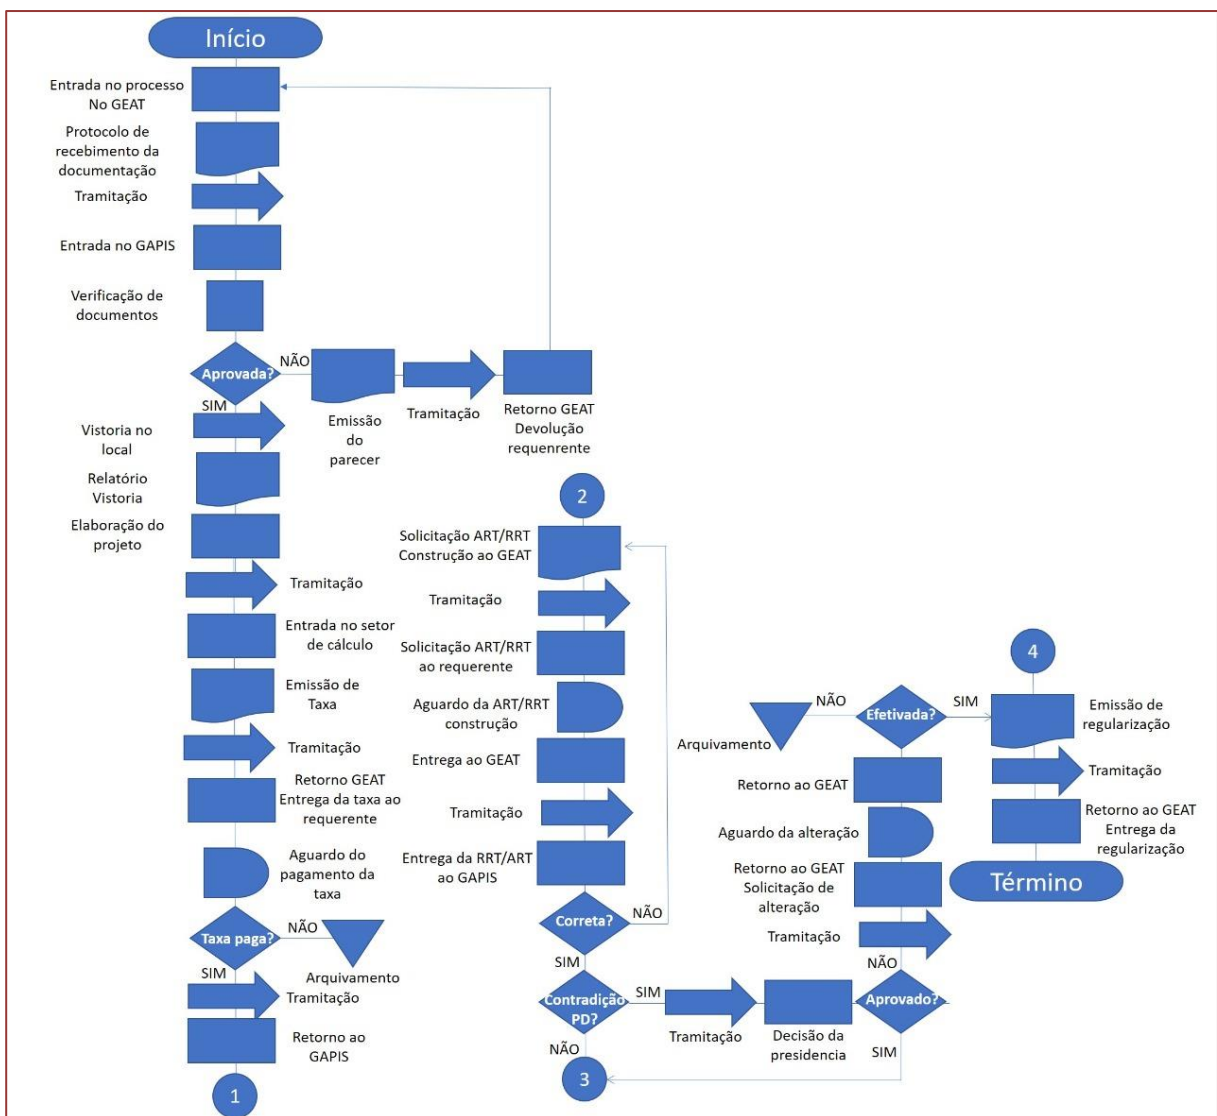 Início
Entrada no processo
No GEAT
Protocolo de
recebimento da
documentação
Tramitação
Entrada no GAPIS
Verificação de
documentos
Aprovada?
NÃO
SIM
Emissão
do
parecer
Tramitação
Retorno GEAT
Devolução
requenrente
Vistoria no
local
Relatório
Vistoria
Elaboração do
projeto
Tramitação
Entrada no setor
de cálculo
Emissão de
Taxa
Tramitação
Retorno GEAT
Entrega da taxa ao
requerente
Aguardo do
pagamento da
taxa
Taxa paga?
NÃO
SIM
Arquivamento
Tramitação
Retorno ao
GAPIS
1
2
Solicitação ART/RRT
Construção ao GEAT
Tramitação
Solicitação ART/RRT
ao requerente
Aguardo da ART/RRT
construção
Entrega ao GEAT
Tramitação
Entrega da RRT/ART
ao GAPIS
Correta?
NÃO
SIM
Contradição
PD?
SIM
NÃO
Tramitação
Decisão da
presidencia
3
Aprovado?
NÃO
SIM
Tramitação
Retorno ao GEAT
Solicitação de
alteração
Aguardo da alteração
Retorno ao GEAT
Efetivada?
NÃO
SIM
Arquivamento
4
Emissão de
regularização
Tramitação
Retorno ao GEAT
Entrega da
regularização
Término